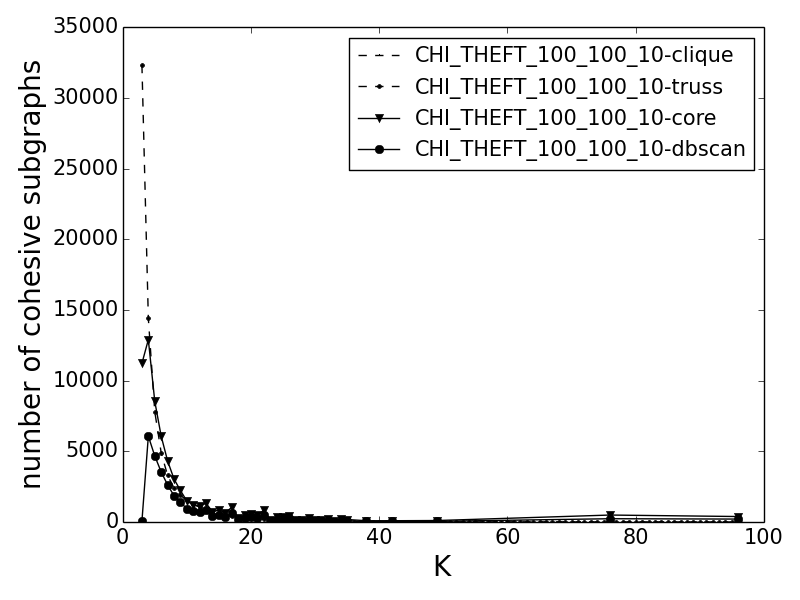 35000
30000
25000
20000
15000
10000
5000
0
number of cohesive subgraphs
CHI_THEFT_100_100_10-clique
CHI_THEFT_100_100_10-truss
CHI_THEFT_100_100_10-core
CHI_THEFT_100_100_10-dbscan
0 20 40 60 80 100
K